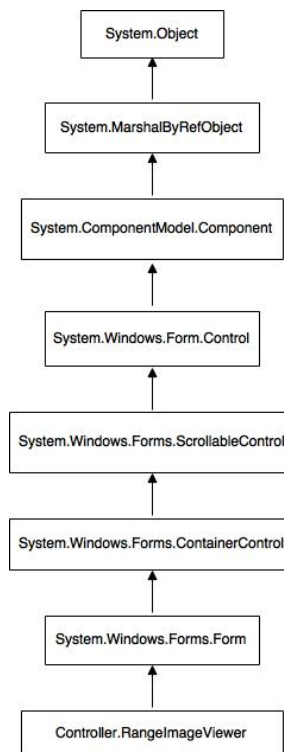 System.Object
System.MarshalByRefObject
System.ComponentModel.Component
System.Windows.Form.Control
System.Windows.Forms.ScrollableControl
System.Windows.Forms.ContainerControl
System.Windows.Forms.Form
Controller.RangeImageViewer